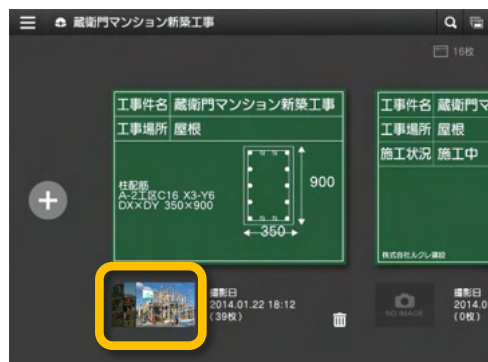 蔵衛門マンション新築工事
16枚
工事件名 蔵衛門マンション新築工事
工事場所 屋根
柱配筋
A-2工区C16 X3-Y6
DX×DY 350×900
900
350
撮影日
2014.01.22 18:12
(39枚)
工事件名 蔵衛門マ
工事場所 屋根
施工状況 施工中
株式会社ルクレ建設
NO IMAGE
撮影日
2014.0
(0枚)